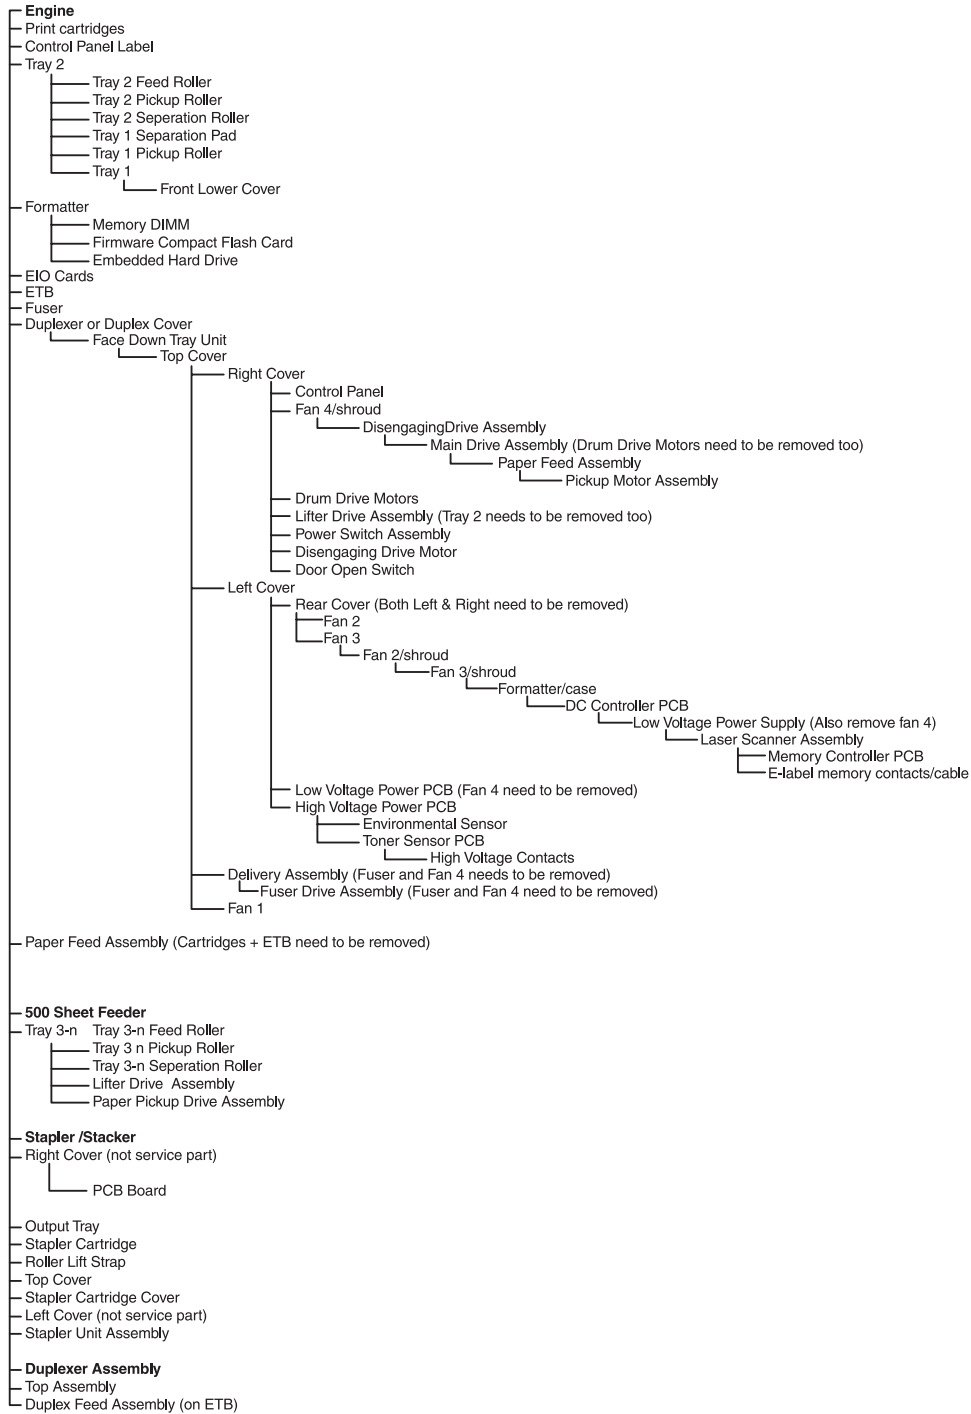 Engine
Print cartridges
Control Panel Label
Tray 2
Tray 2 Feed Roller
Tray 2 Pickup Roller
Tray 2 Seperation Roller
Tray 1 Separation Pad
Tray 1 Pickup Roller
Tray 1
Front Lower Cover
Formatter
Memory DIMM
Firmware Compact Flash Card
Embedded Hard Drive
EIO Cards
ETB
Fuser
Duplexer or Duplex Cover
Face Down Tray Unit
Top Cover
Right Cover
Control Panel
Fan 4/shroud
DisengagingDrive Assembly
Main Drive Assembly (Drum Drive Motors need to be removed too)
Paper Feed Assembly
Pickup Motor Assembly
Drum Drive Motors
Lifter Drive Assembly (Tray 2 needs to be removed too)
Power Switch Assembly
Disengaging Drive Motor
Door Open Switch
Left Cover
Rear Cover (Both Left & Right need to be removed)
Fan 2
Fan 3
Fan 2/shroud
Fan 3/shroud
Formatter/case
DC Controller PCB
Low Voltage Power Supply (Also remove fan 4)
Laser Scanner Assembly
Memory Controller PCB
E-label memory contacts/cable
Low Voltage Power PCB (Fan 4 need to be removed)
High Voltage Power PCB
Environmental Sensor
Toner Sensor PCB
High Voltage Contacts
Delivery Assembly (Fuser and Fan 4 needs to be removed)
Fuser Drive Assembly (Fuser and Fan 4 need to be removed)
Fan 1
Paper Feed Assembly (Cartridges + ETB need to be removed)
500 Sheet Feeder
Tray 3-n Tray 3-n Feed Roller
Tray 3 n Pickup Roller
Tray 3-n Seperation Roller
Lifter Drive Assembly
Paper Pickup Drive Assembly
Stapler /Stacker
Right Cover (not service part)
PCB Board
Output Tray
Stapler Cartridge
Roller Lift Strap
Top Cover
Stapler Cartridge Cover
Left Cover (not service part)
Stapler Unit Assembly
Duplexer Assembly
Top Assembly
Duplex Feed Assembly (on ETB)